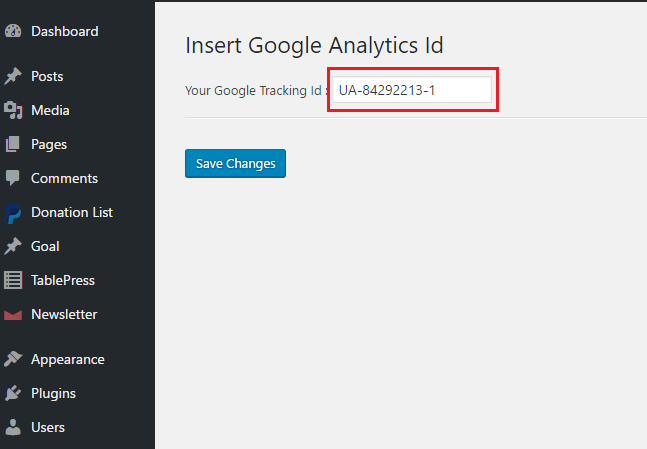 Dashboard
Posts
Media
Pages
Comments
Donation List
Goal
TablePress
Newsletter
Appearance
Plugins
Users
Insert Google Analytics Id
Your Google Tracking Id : UA-84292213-1
Save Changes